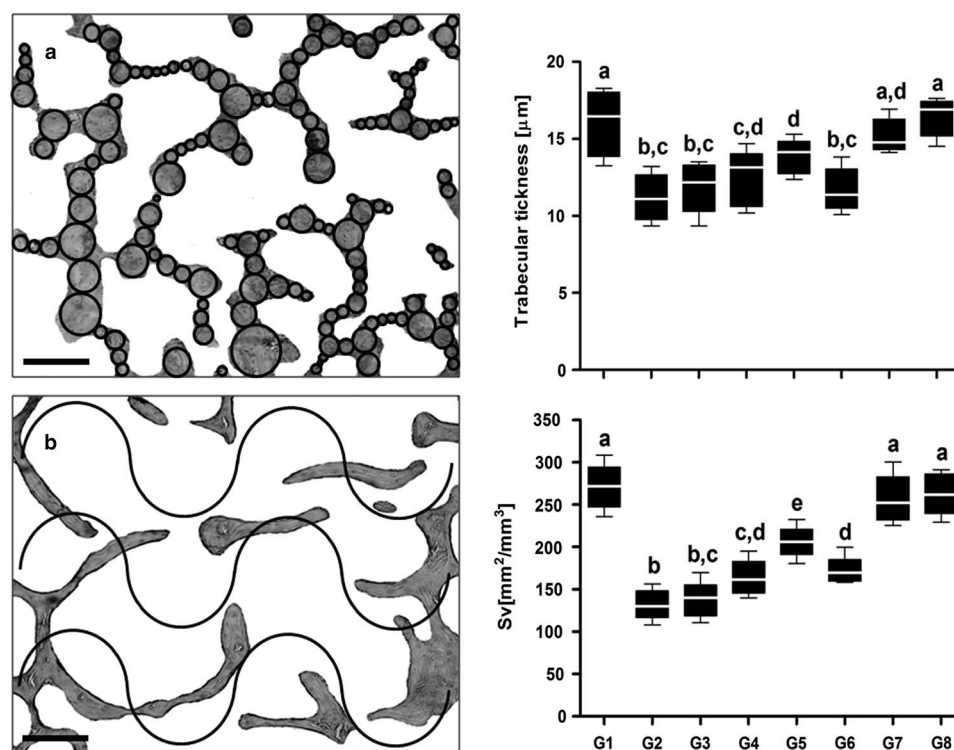 a
b
Trabecular tickness [µm]
20
15
10
5
0
a
b,c
b,c
c,d
d
b,c
a,d
a
Sv[mm²/mm³]
350
300
250
200
150
100
50
0
a
b
b,c
c,d
e
d
a
a
G1 G2 G3 G4 G5 G6 G7 G8